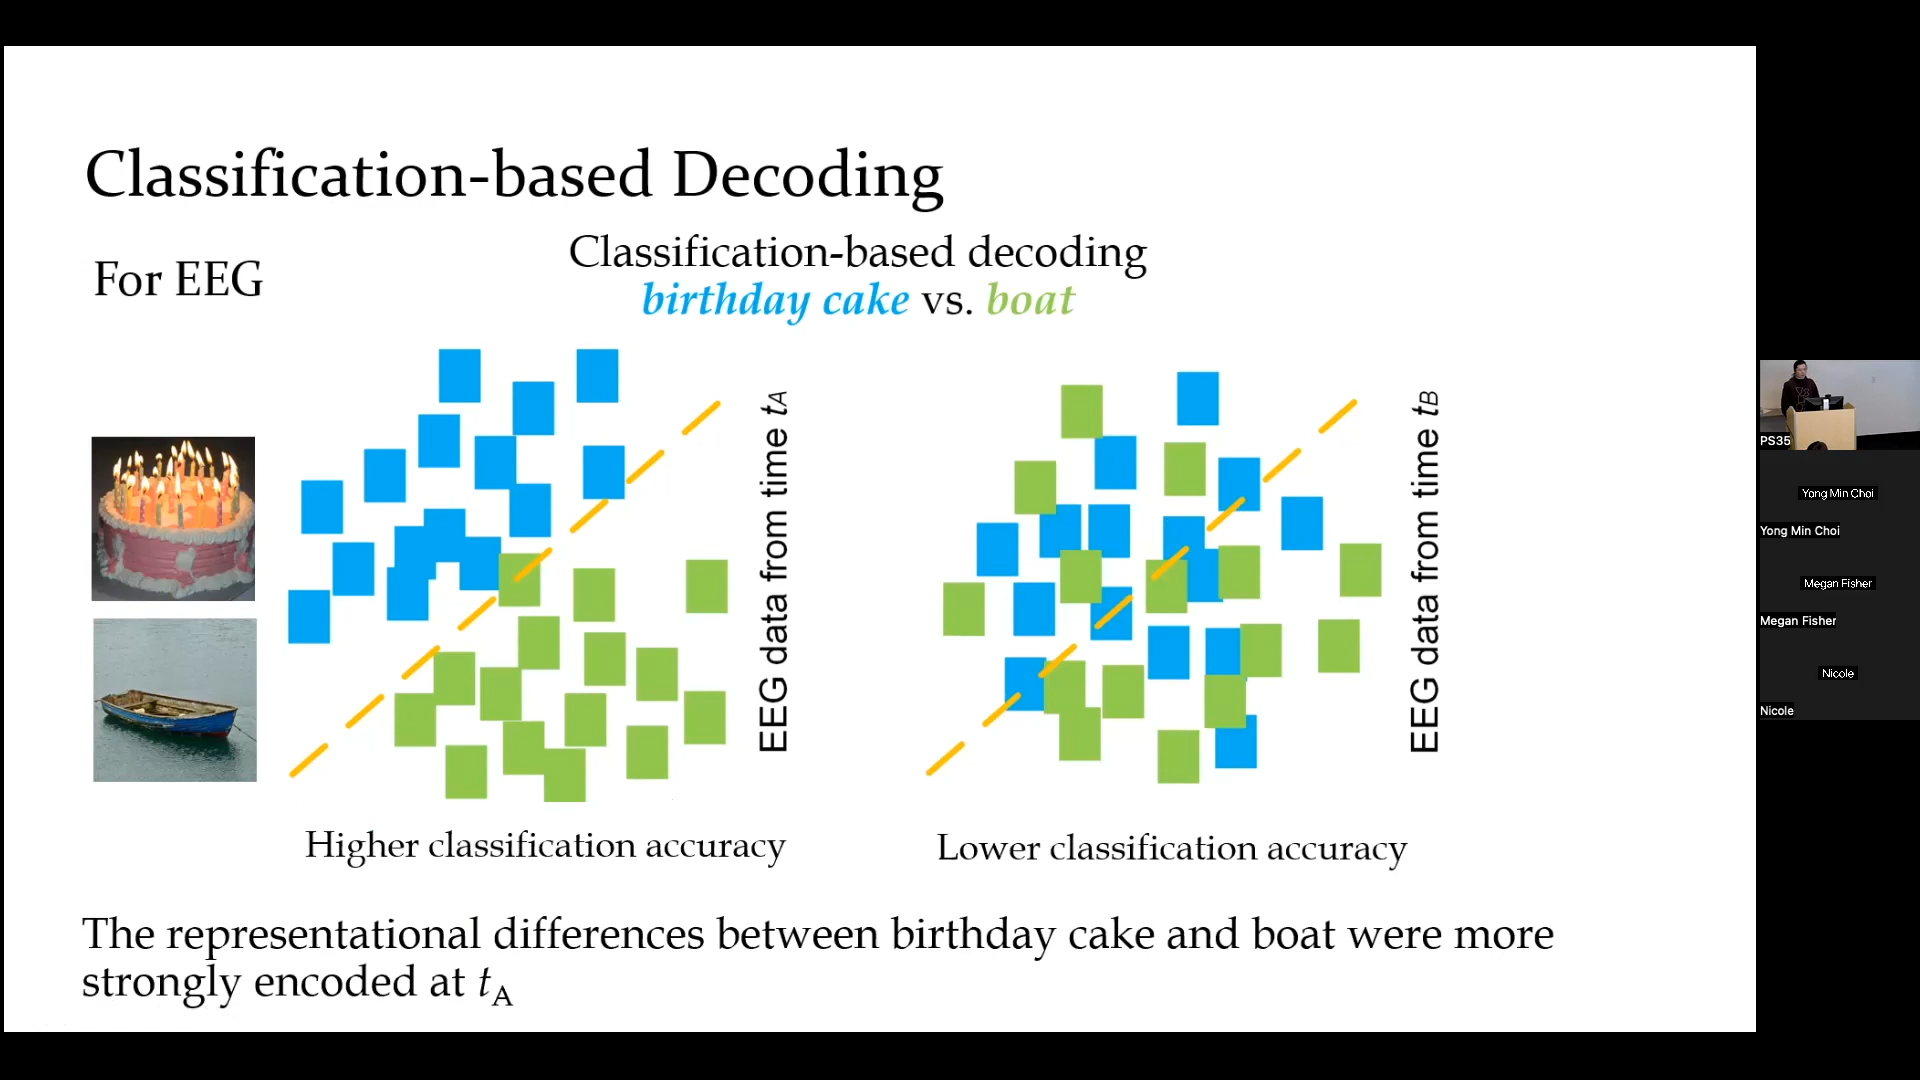 Classification-based Decoding
For EEG
Classification-based decoding
birthday cake vs. boat
EEG data from time tA
EEG data from time tB
Higher classification accuracy
Lower classification accuracy
The representational differences between birthday cake and boat were more
strongly encoded at tA
PS35
Yong Min Choi
Yong Min Choi
Megan Fisher
Megan Fisher
Nicole
Nicole